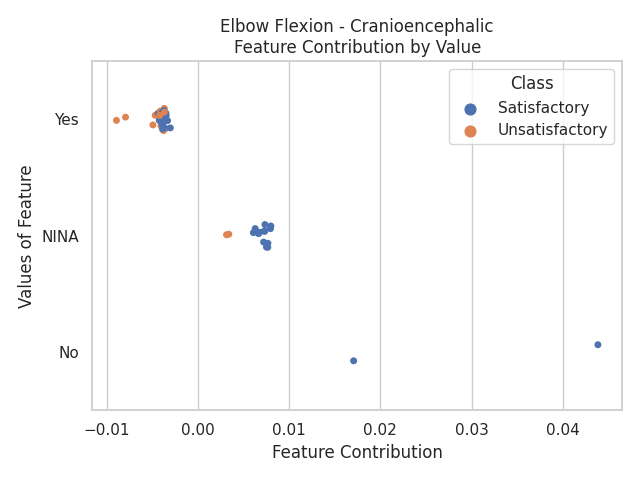 Elbow Flexion - Cranioencephalic
Feature Contribution by Value
Class
Satisfactory
Unsatisfactory
Values of Feature
Yes
NINA
No
−0.01
0.00
0.01
0.02
0.03
0.04
Feature Contribution